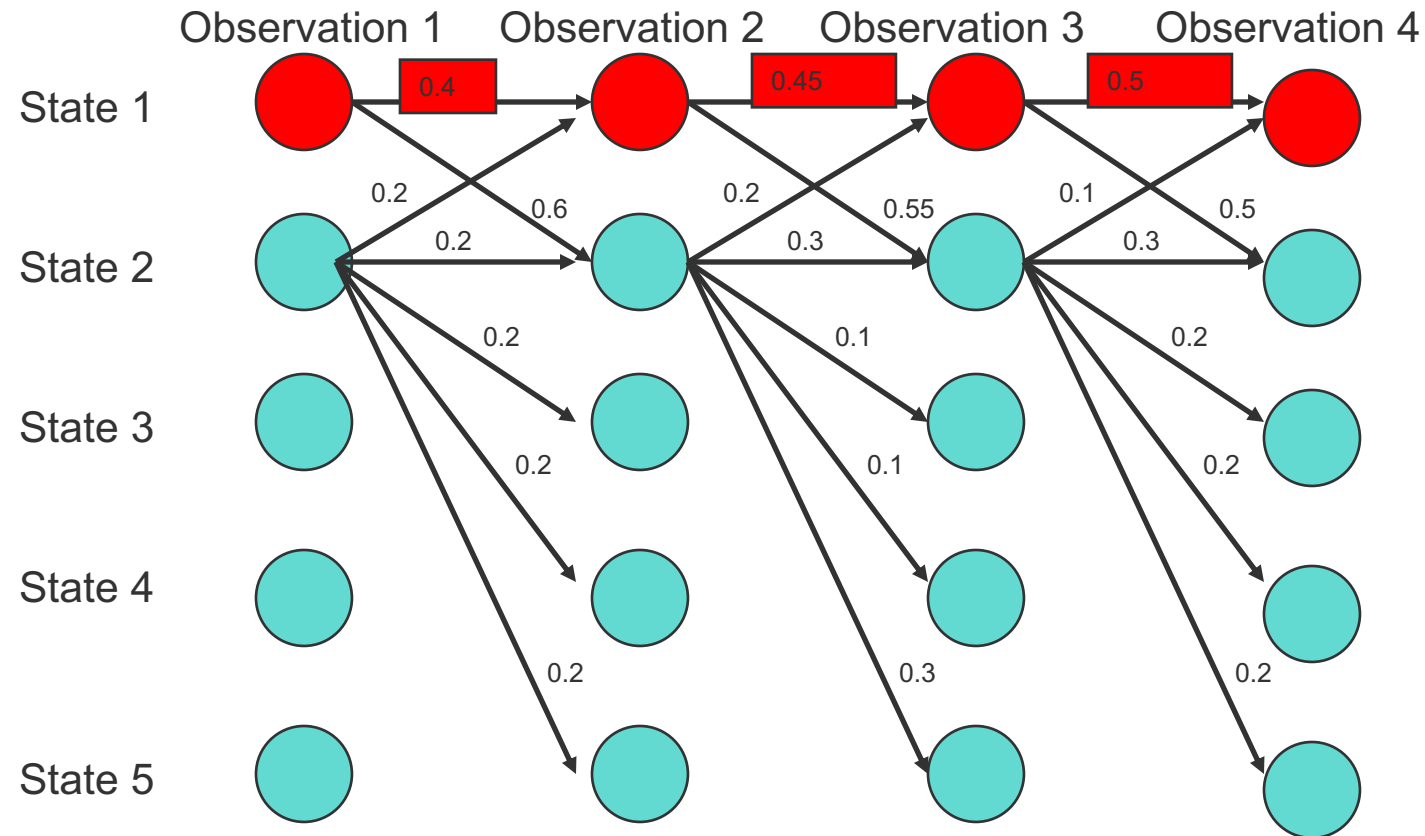 Observation 1 Observation 2 Observation 3 Observation 4
State 1
0.4 0.45 0.5
0.2 0.6 0.2 0.55 0.1 0.5
State 2
0.2 0.3 0.3
0.2 0.1 0.2
State 3
0.2 0.1 0.2
State 4
0.2 0.3 0.2
State 5